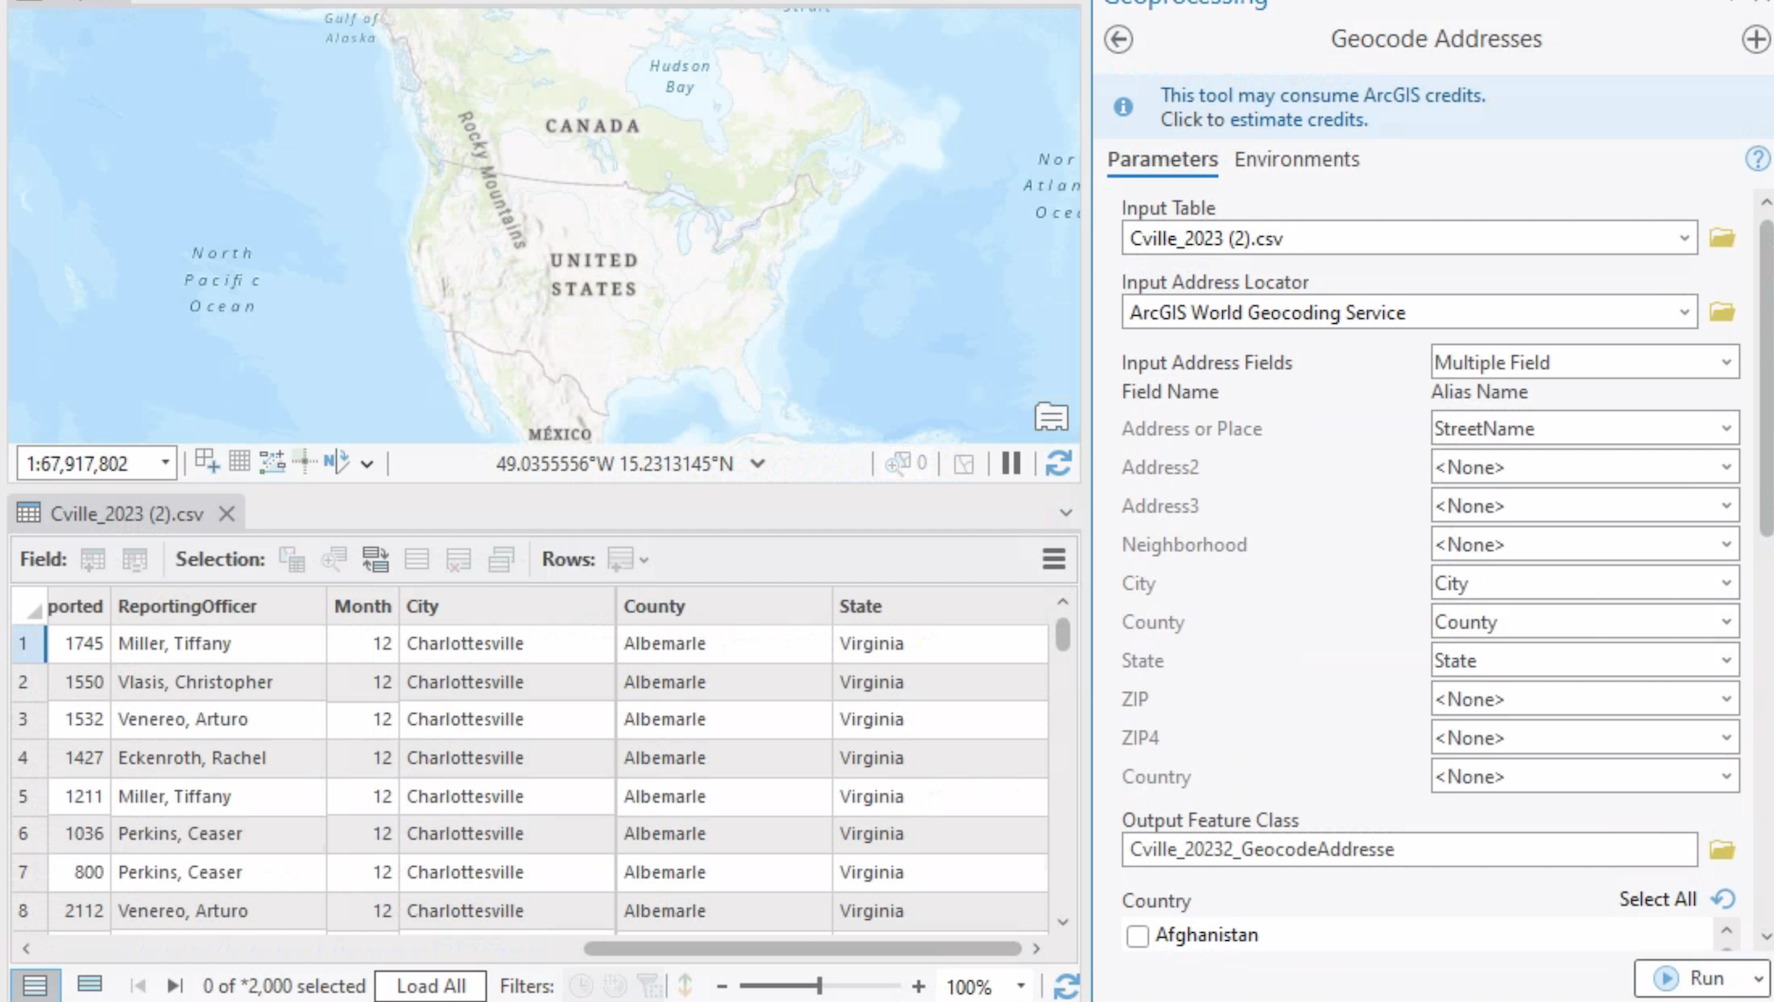 Gulf of
Alaska
Hudson
Bay
CANADA
Rocky Mountains
UNITED
STATES
North
Pacific
Ocean
Nor
Atlan
Oce
MÉXICO
1:67,917,802
N
49.0355556°W 15.2313145°N
0
Cville_2023 (2).csv
Field: Selection: Rows:
ported ReportingOfficer Month City County State
1 1745 Miller, Tiffany 12 Charlottesville Albemarle Virginia
2 1550 Vlasis, Christopher 12 Charlottesville Albemarle Virginia
3 1532 Venereo, Arturo 12 Charlottesville Albemarle Virginia
4 1427 Eckenroth, Rachel 12 Charlottesville Albemarle Virginia
5 1211 Miller, Tiffany 12 Charlottesville Albemarle Virginia
6 1036 Perkins, Ceaser 12 Charlottesville Albemarle Virginia
7 800 Perkins, Ceaser 12 Charlottesville Albemarle Virginia
8 2112 Venereo, Arturo 12 Charlottesville Albemarle Virginia
0 of *2,000 selected Load All Filters: 100%
Geoprocessing
Geocode Addresses
This tool may consume ArcGIS credits.
Click to estimate credits.
Parameters Environments
Input Table
Cville_2023 (2).csv
Input Address Locator
ArcGIS World Geocoding Service
Input Address Fields Multiple Field
Field Name Alias Name
Address or Place StreetName
Address2 <None>
Address3 <None>
Neighborhood <None>
City City
County County
State State
ZIP <None>
ZIP4 <None>
Country <None>
Output Feature Class
Cville_20232_GeocodeAddresse
Country Select All
Afghanistan
Run